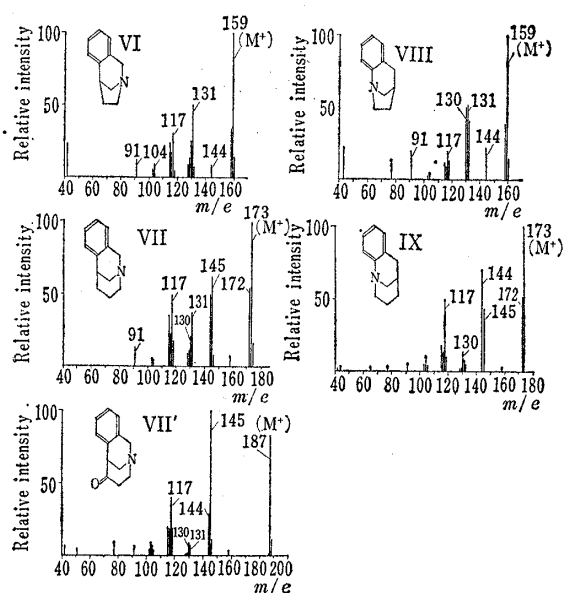 Relative intensity
100
50
VI
N
91
104
117
131
144
159
(M⁺)
40 60 80 100 120 140 160
m/e
Relative intensity
100
50
VIII
N
91
117
130
131
144
159
(M⁺)
40 60 80 100 120 140 160
m/e
Relative intensity
100
50
VII
N
91
117
130
131
145
172
173
(M⁺)
40 60 80 100 120 140 160 180
m/e
Relative intensity
100
50
IX
N
117
130
144
145
172
173
(M⁺)
40 60 80 100 120 140 160 180
m/e
Relative intensity
100
50
VII'
N
O
117
130
131
144
145
187
(M⁺)
40 60 80 100 120 140 160 180 200
m/e